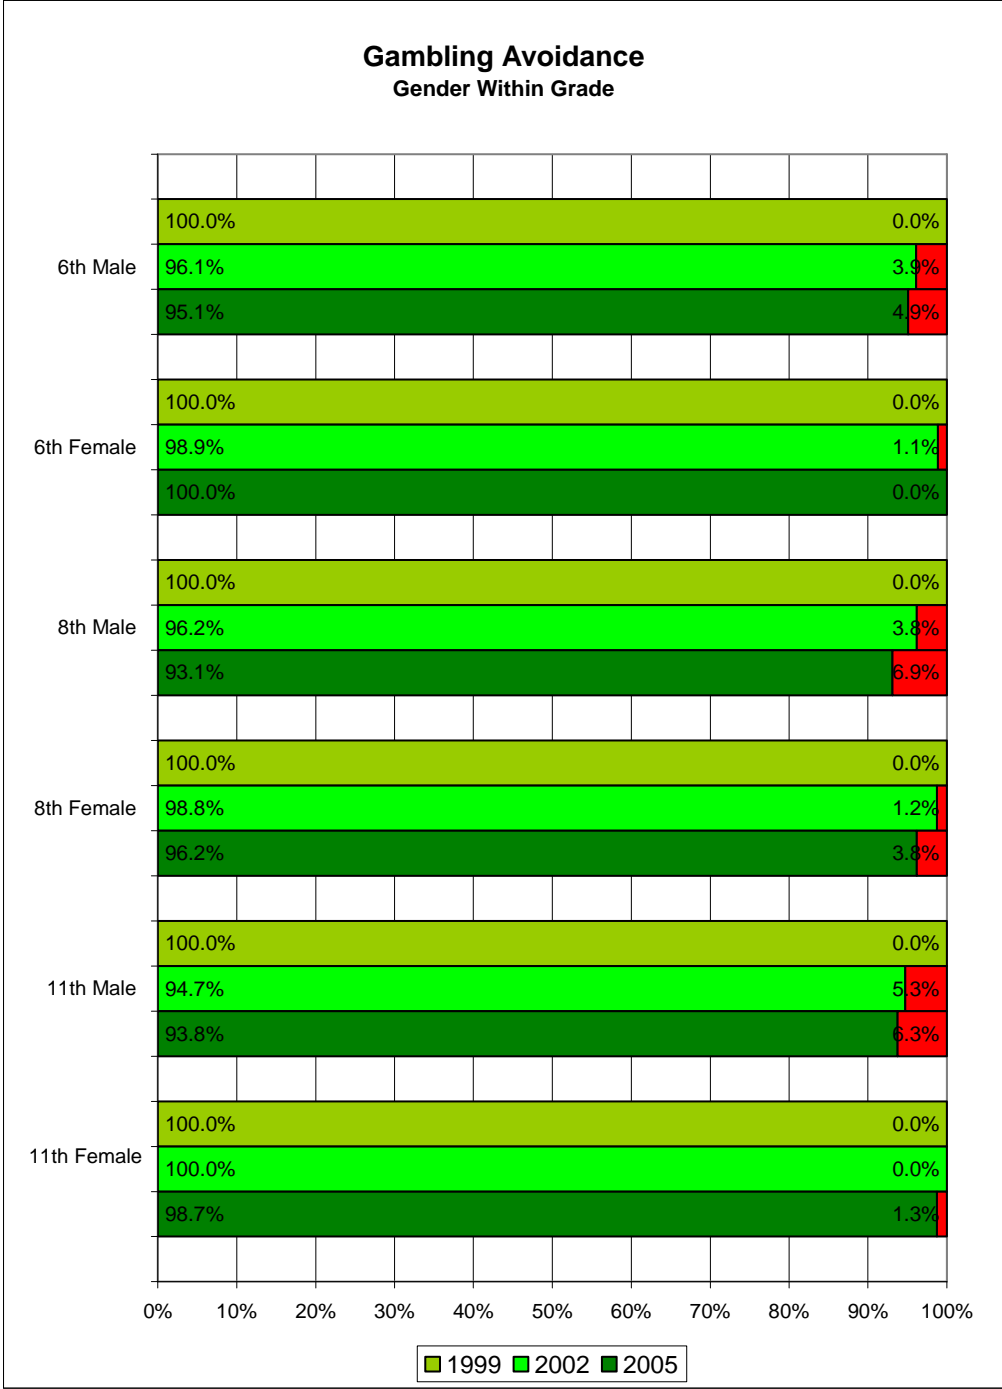 Gambling Avoidance
Gender Within Grade
100.0% 0.0%
6th Male 96.1% 3.9%
95.1% 4.9%
100.0% 0.0%
6th Female 98.9% 1.1%
100.0% 0.0%
100.0% 0.0%
8th Male 96.2% 3.8%
93.1% 6.9%
100.0% 0.0%
8th Female 98.8% 1.2%
96.2% 3.8%
100.0% 0.0%
11th Male 94.7% 5.3%
93.8% 6.3%
100.0% 0.0%
11th Female 100.0% 0.0%
98.7% 1.3%
0% 10% 20% 30% 40% 50% 60% 70% 80% 90% 100%
1999 2002 2005